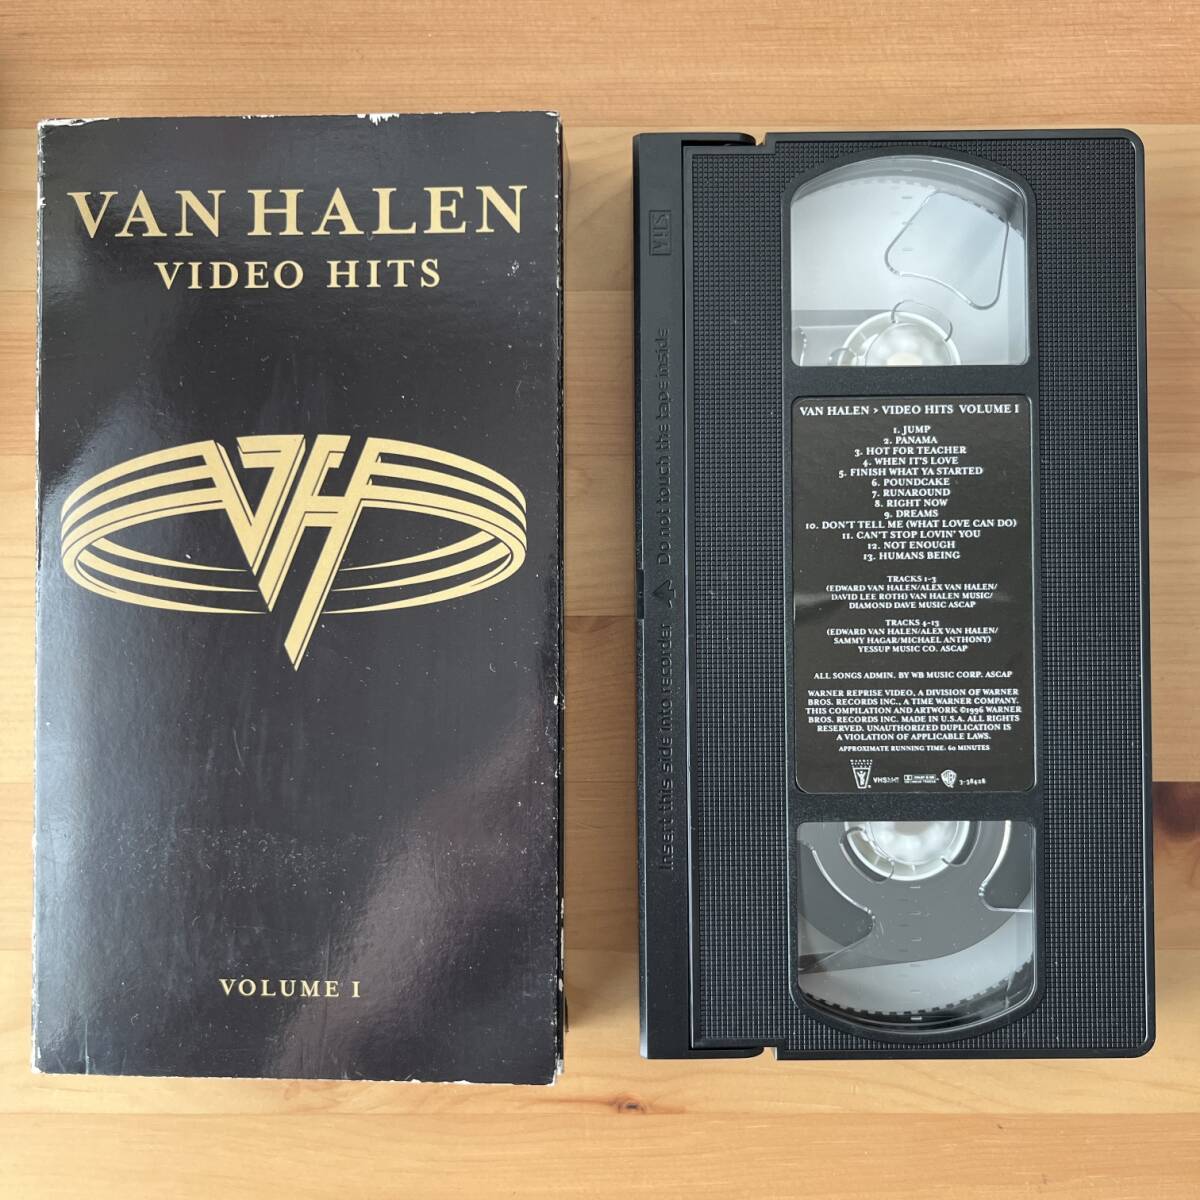 VAN HALEN
VIDEO HITS
VH
VOLUME I
VHS
Do not touch the tape inside
Insert this side into recorder
VAN HALEN > VIDEO HITS VOLUME I
1. JUMP
2. PANAMA
3. HOT FOR TEACHER
4. WHEN IT'S LOVE
5. FINISH WHAT YA STARTED
6. POUNDCAKE
7. RUNAROUND
8. RIGHT NOW
9. DREAMS
10. DON'T TELL ME (WHAT LOVE CAN DO)
11. CAN'T STOP LOVIN' YOU
12. NOT ENOUGH
13. HUMANS BEING
TRACKS 1-3
(EDWARD VAN HALEN/ALEX VAN HALEN/
DAVID LEE ROTH) VAN HALEN MUSIC/
DIAMOND DAVE MUSIC ASCAP
TRACKS 4-13
(EDWARD VAN HALEN/ALEX VAN HALEN/
SAMMY HAGAR/MICHAEL ANTHONY)
YESSUP MUSIC CO. ASCAP
ALL SONGS ADMIN. BY WB MUSIC CORP. ASCAP
WARNER REPRISE VIDEO, A DIVISION OF WARNER
BROS. RECORDS INC., A TIME WARNER COMPANY.
THIS COMPILATION AND ARTWORK ©1996 WARNER
BROS. RECORDS INC. MADE IN U.S.A. ALL RIGHTS
RESERVED. UNAUTHORIZED DUPLICATION IS
A VIOLATION OF APPLICABLE LAWS.
APPROXIMATE RUNNING TIME: 60 MINUTES
VHS
3-38428